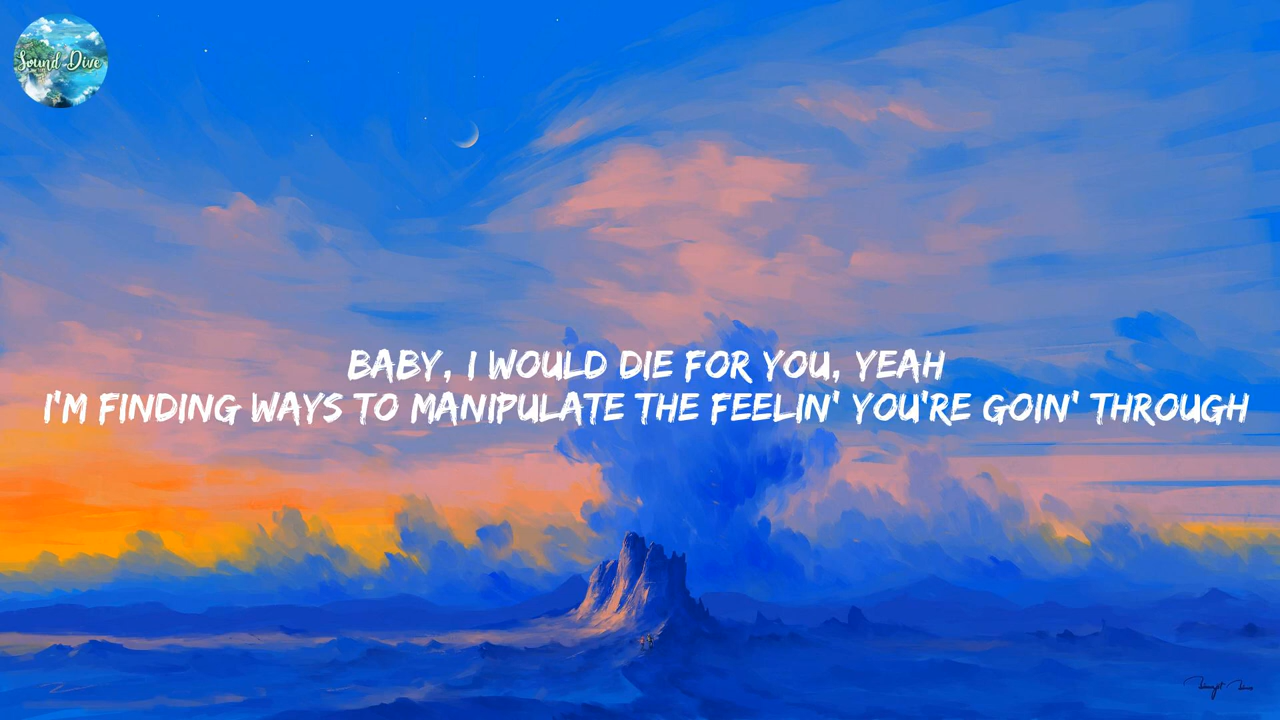 Sound Dive
BABY, I WOULD DIE FOR YOU, YEAH
I'M FINDING WAYS TO MANIPULATE THE FEELIN' YOU'RE GOIN' THROUGH